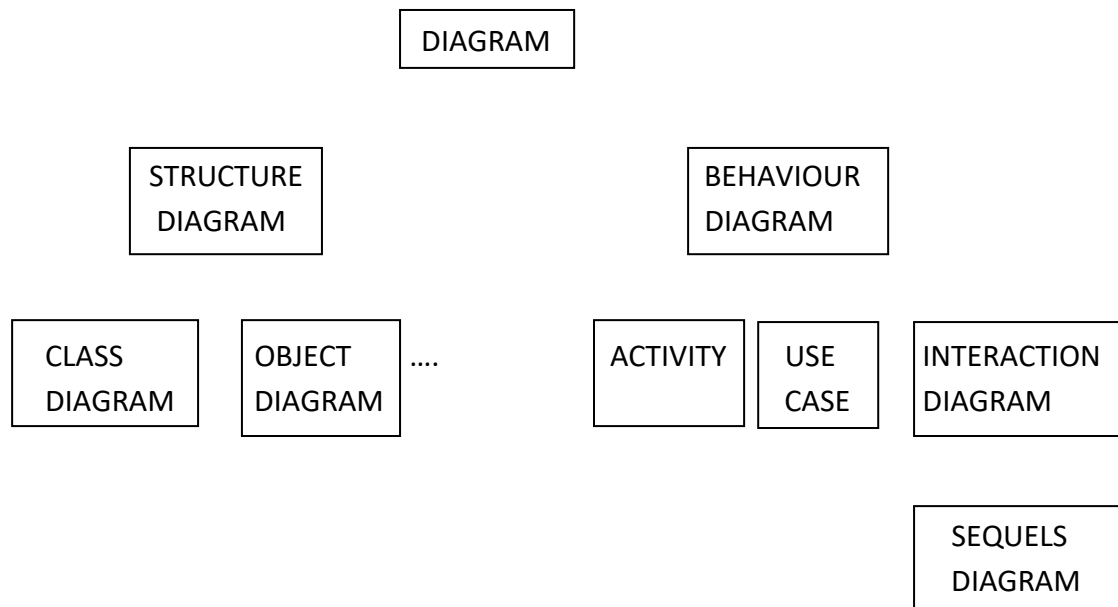 DIAGRAM
STRUCTURE
DIAGRAM
BEHAVIOUR
DIAGRAM
CLASS
DIAGRAM
OBJECT
DIAGRAM
....
ACTIVITY
USE
CASE
INTERACTION
DIAGRAM
SEQUELS
DIAGRAM